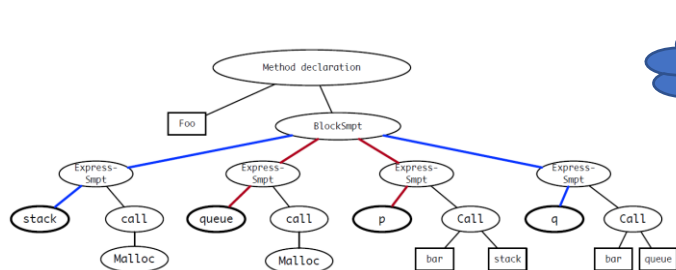 Method declaration
Foo
BlockSmpt
Express-
Smpt
Express-
Smpt
Express-
Smpt
Express-
Smpt
stack
call
queue
call
p
Call
q
Call
Malloc
Malloc
bar
stack
bar
queue